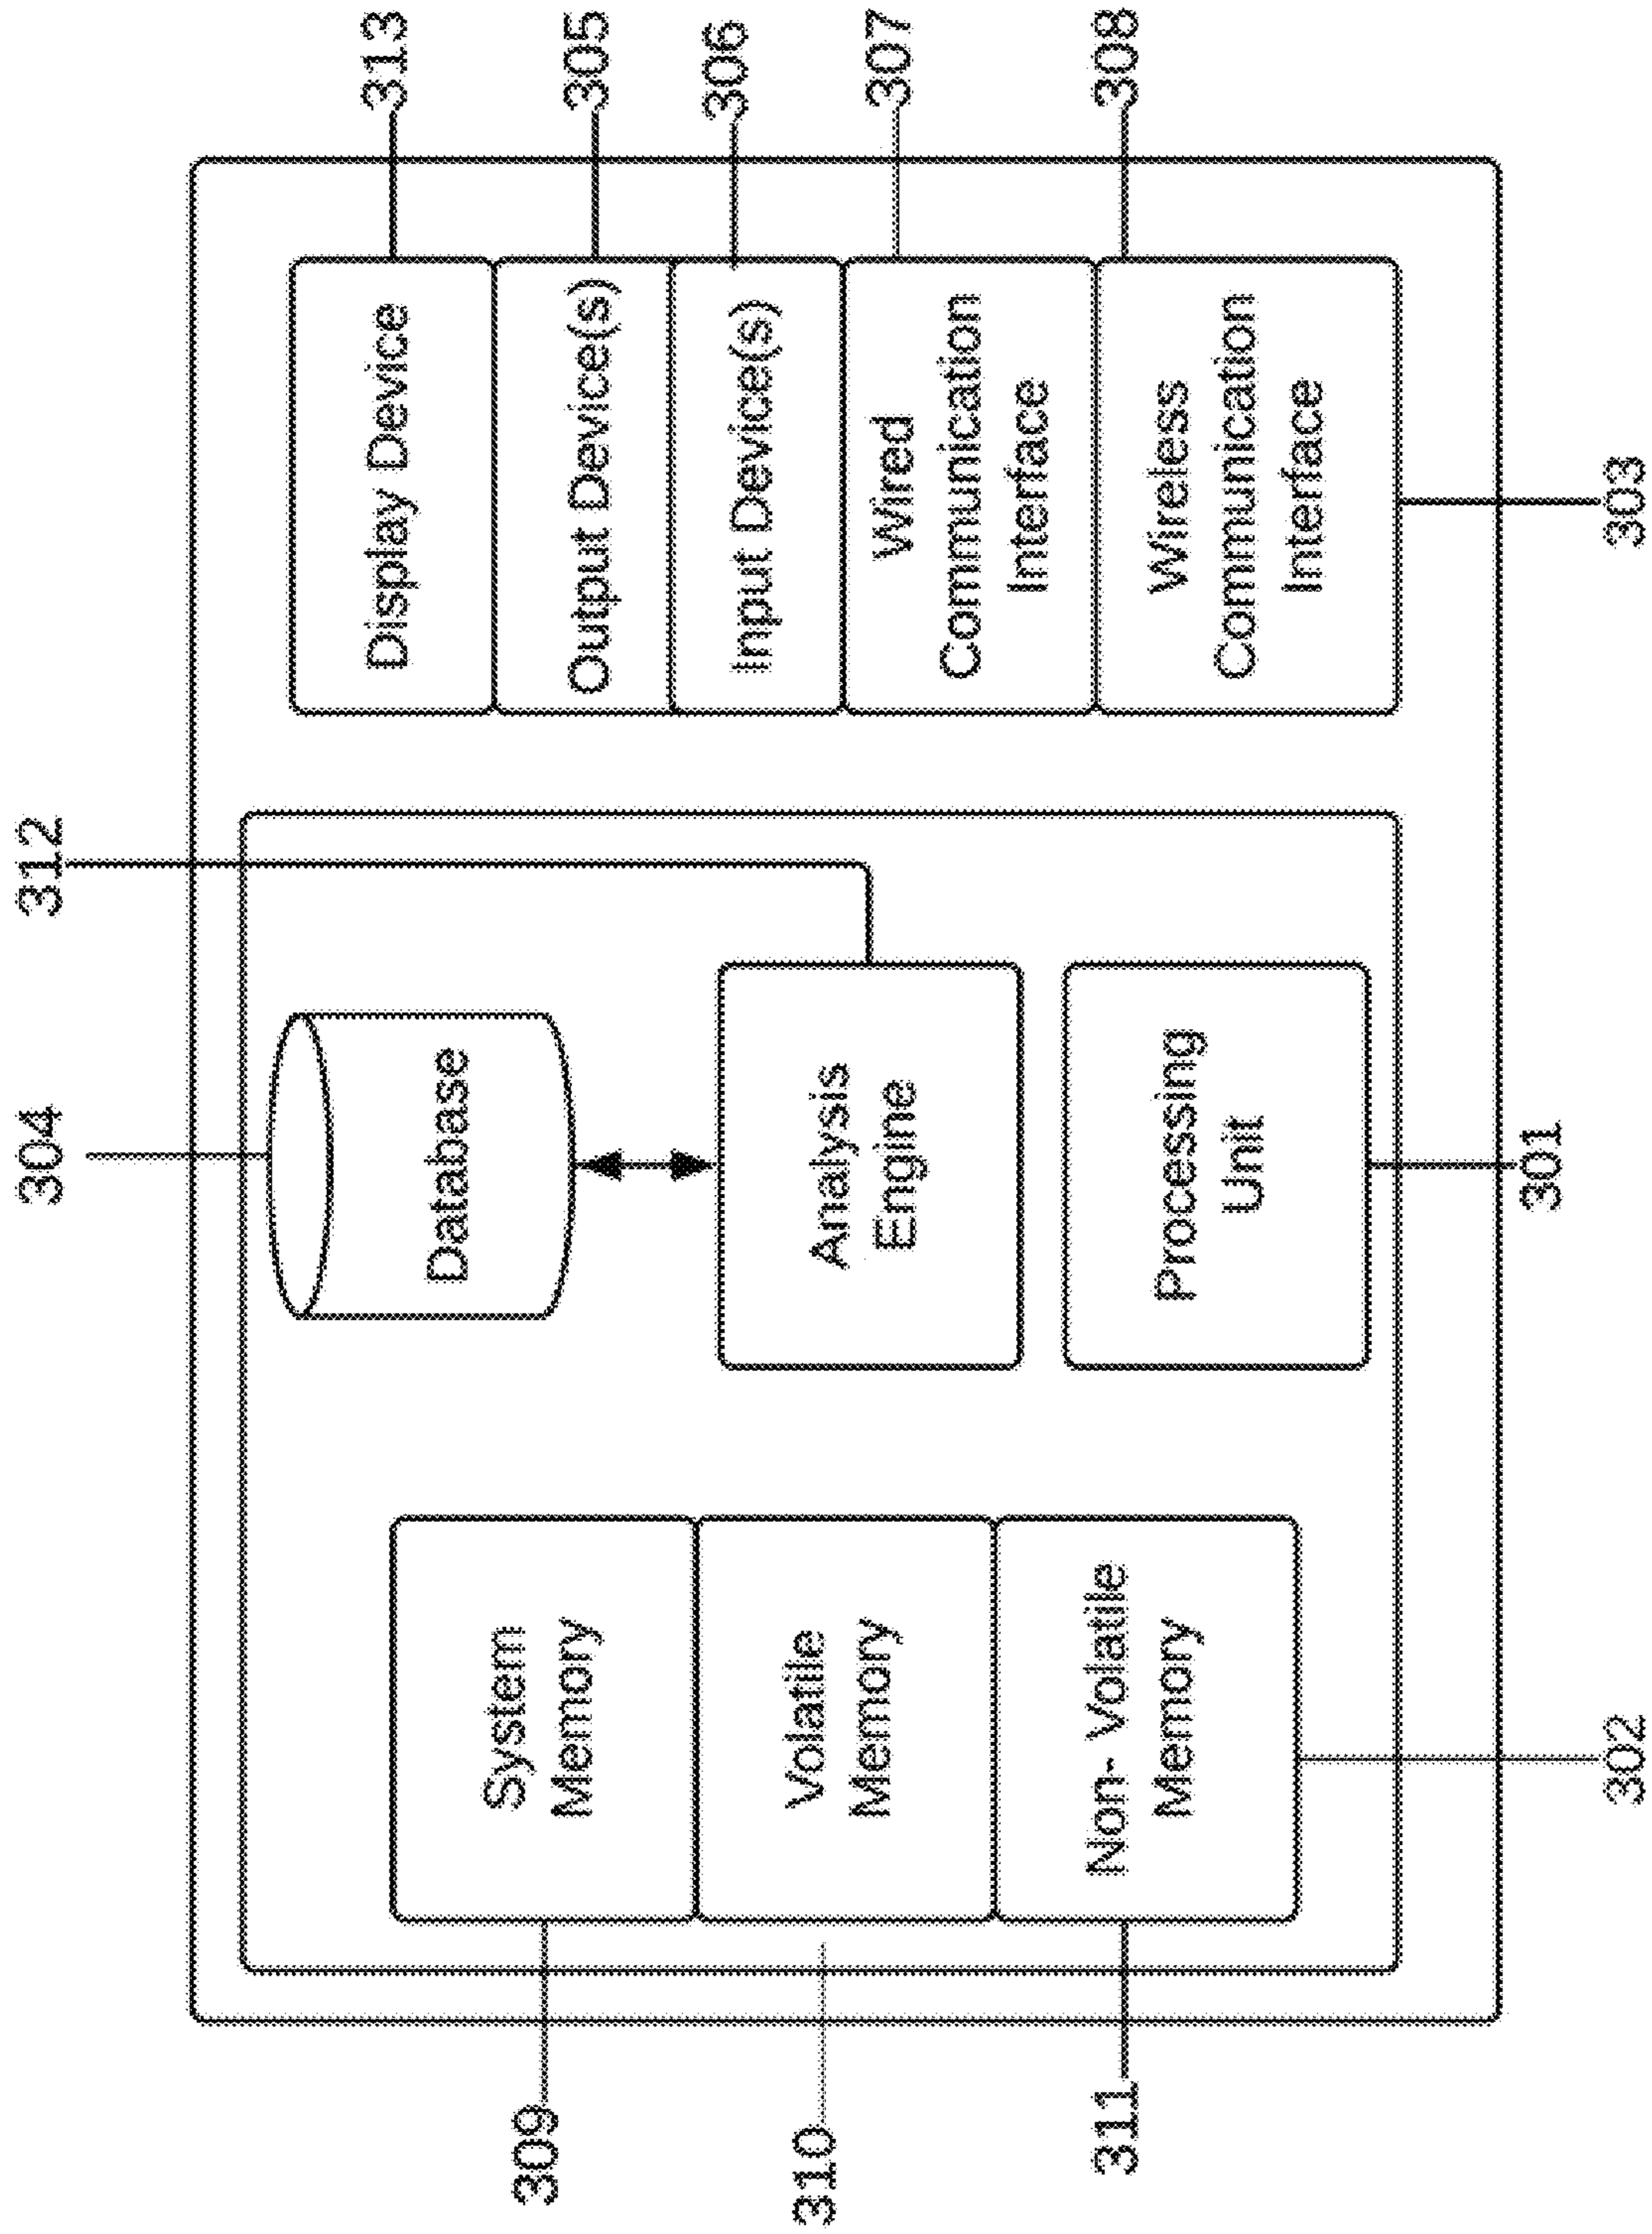 304
312
309
310
311
System
Memory
Volatile
Memory
Non- Volatile
Memory
Database
Analysis
Engine
Processing
Unit
Display Device
Output Device(s)
Input Device(s)
Wired
Communication
Interface
Wireless
Communication
Interface
313
305
306
307
308
302
301
303